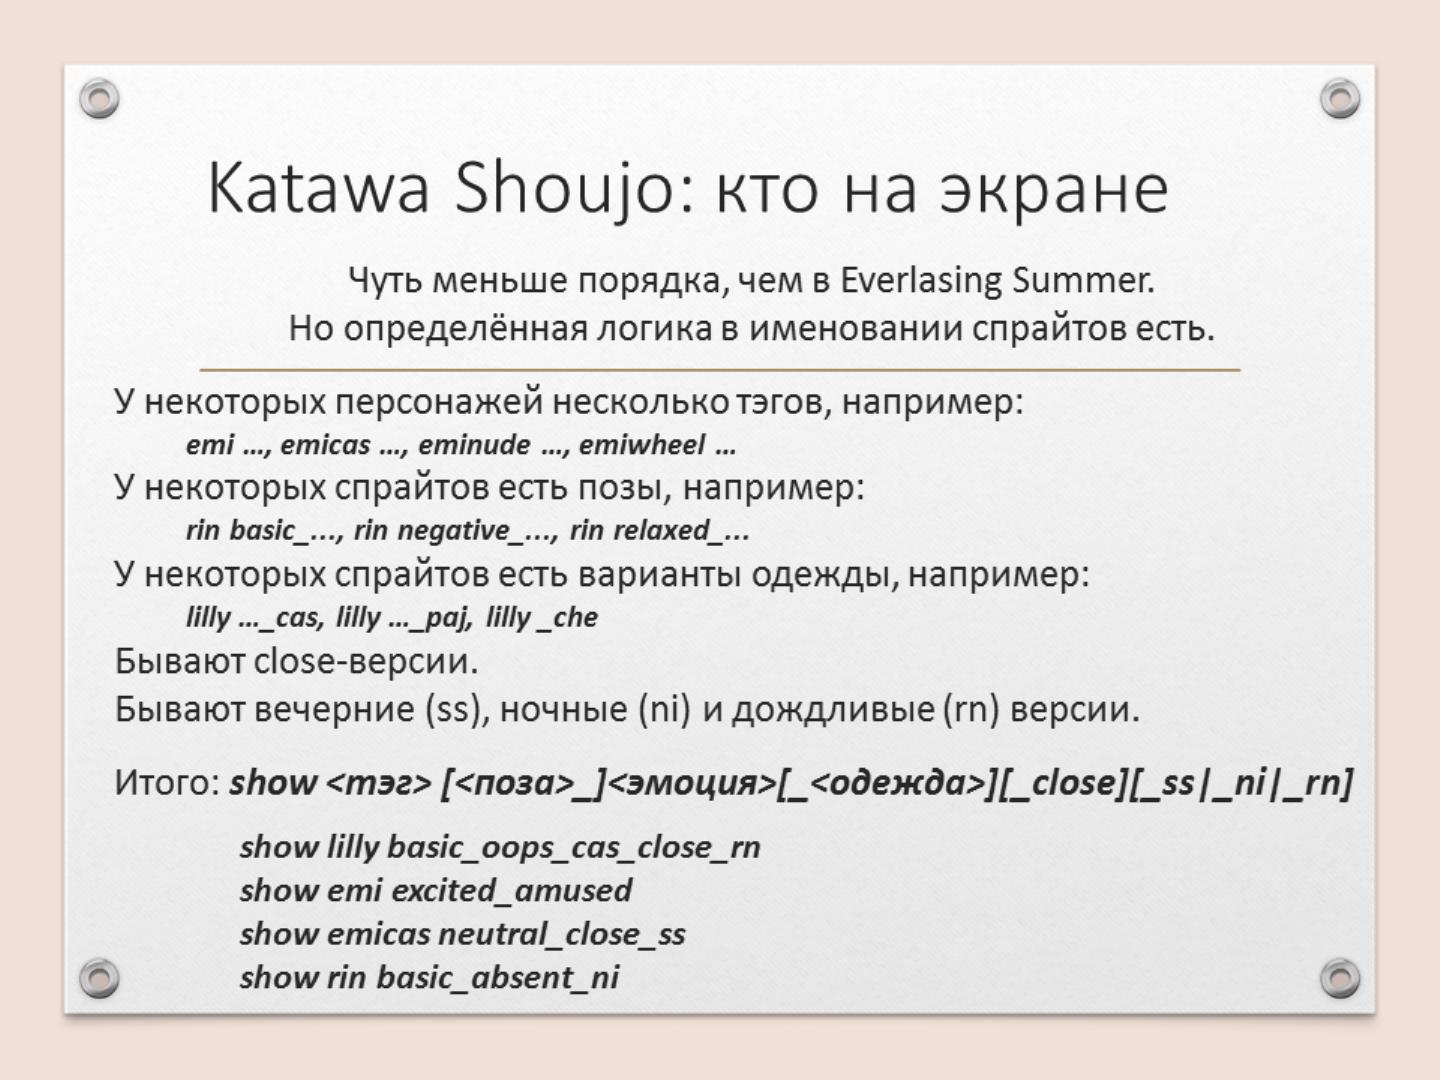 Katawa Shoujo: кто на экране
Чуть меньше порядка, чем в Everlasing Summer.
Но определённая логика в именовании спрайтов есть.
У некоторых персонажей несколько тэгов, например:
emi …, emicas …, eminude …, emiwheel …
У некоторых спрайтов есть позы, например:
rin basic_..., rin negative_..., rin relaxed_...
У некоторых спрайтов есть варианты одежды, например:
lilly …_cas, lilly …_paj, lilly _che
Бывают close-версии.
Бывают вечерние (ss), ночные (ni) и дождливые (rn) версии.
Итого: show <тэг> [<поза>_]<эмоция>[_<одежда>][_close][_ss|_ni|_rn]
show lilly basic_oops_cas_close_rn
show emi excited_amused
show emicas neutral_close_ss
show rin basic_absent_ni